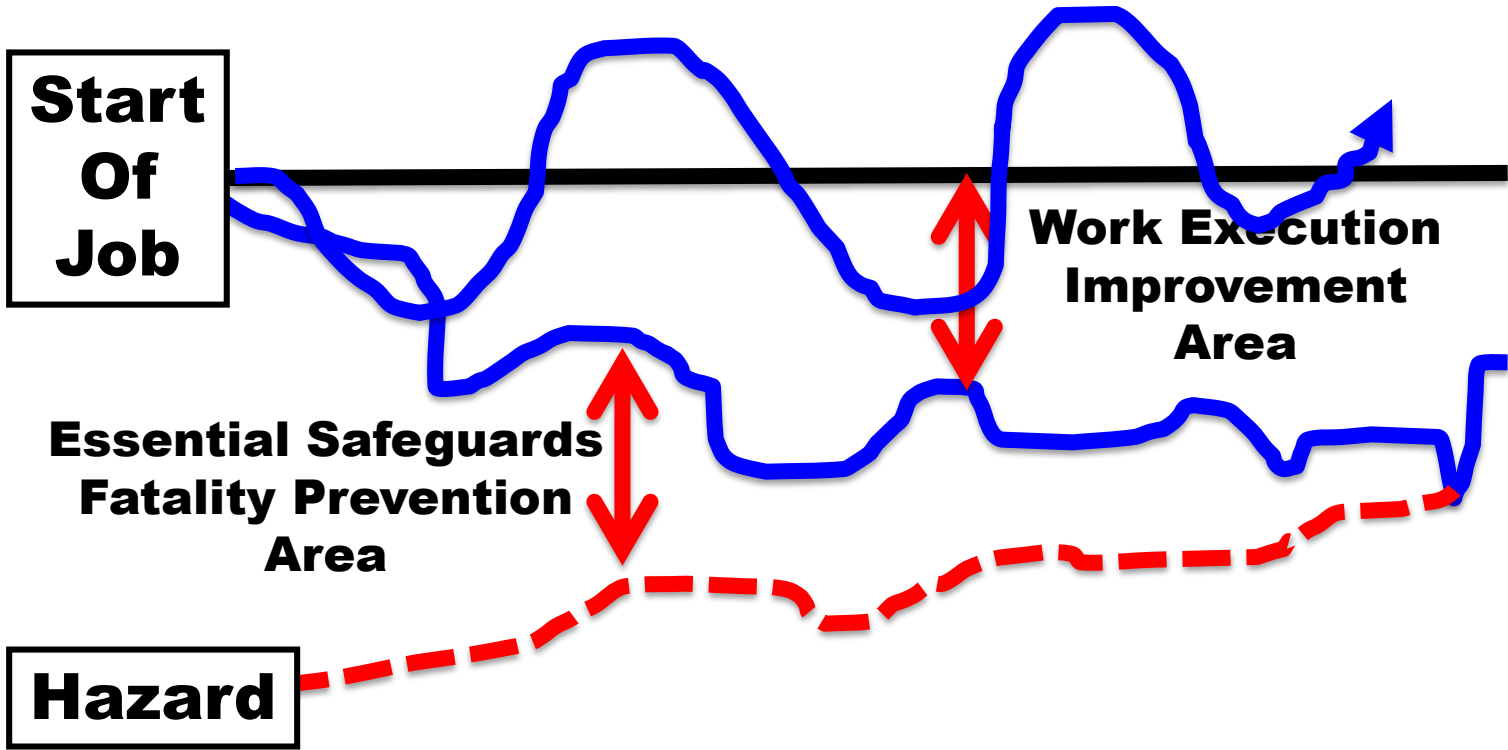 Start
Of
Job
Work Execution
Improvement
Area
Essential Safeguards
Fatality Prevention
Area
Hazard